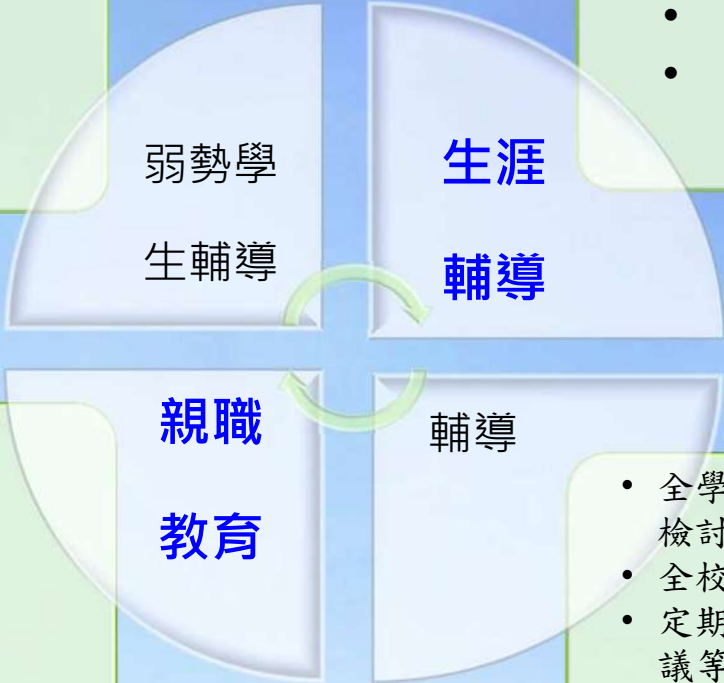 弱勢學
生輔導
生涯
輔導
親職
教育
輔導
• 全學
檢討
• 全校
• 定期
議等